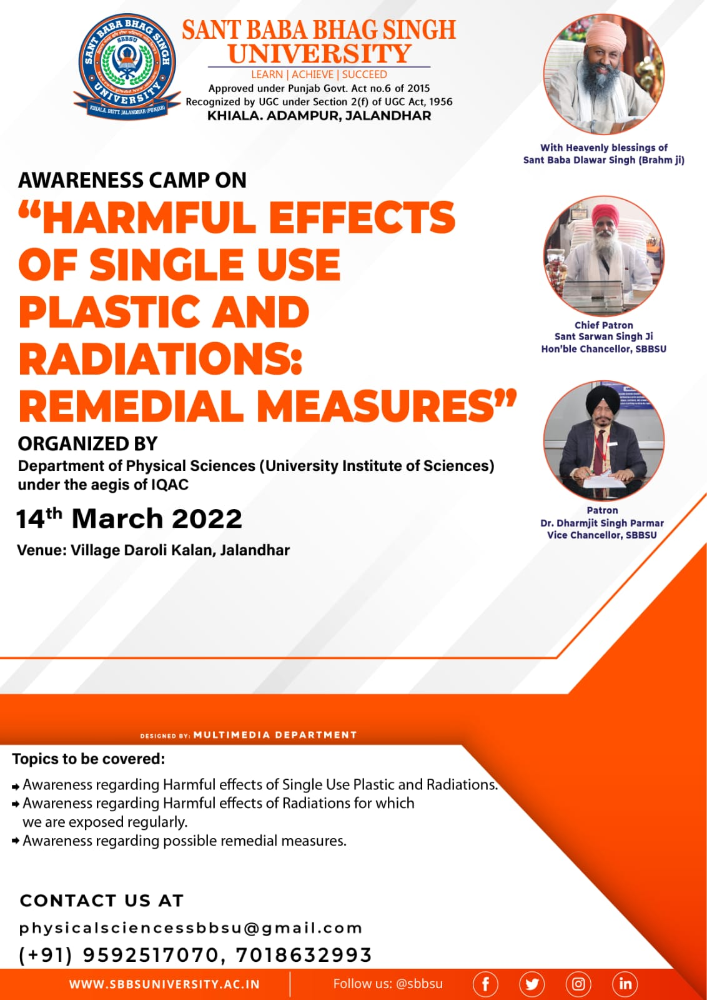 SANT BABA BHAG SINGH
UNIVERSITY
SBBSU
KHIALA, DISTT. JALANDHAR (PUNJAB)
SANT BABA BHAG SINGH
UNIVERSITY
LEARN | ACHIEVE | SUCCEED
Approved under Punjab Govt. Act no.6 of 2015
Recognized by UGC under Section 2(f) of UGC Act, 1956
KHIALA. ADAMPUR, JALANDHAR
With Heavenly blessings of
Sant Baba Dlawar Singh (Brahm ji)
AWARENESS CAMP ON
“HARMFUL EFFECTS
OF SINGLE USE
PLASTIC AND
RADIATIONS:
REMEDIAL MEASURES”
Chief Patron
Sant Sarwan Singh Ji
Hon’ble Chancellor, SBBSU
ORGANIZED BY
Department of Physical Sciences (University Institute of Sciences)
under the aegis of IQAC
14th March 2022
Venue: Village Daroli Kalan, Jalandhar
Patron
Dr. Dharmjit Singh Parmar
Vice Chancellor, SBBSU
DESIGNED BY: MULTIMEDIA DEPARTMENT
Topics to be covered:
Awareness regarding Harmful effects of Single Use Plastic and Radiations.
Awareness regarding Harmful effects of Radiations for which
we are exposed regularly.
Awareness regarding possible remedial measures.
CONTACT US AT
physicalsciencessbbsu@gmail.com
(+91) 9592517070, 7018632993
WWW.SBBSUNIVERSITY.AC.IN
Follow us: @sbbsu